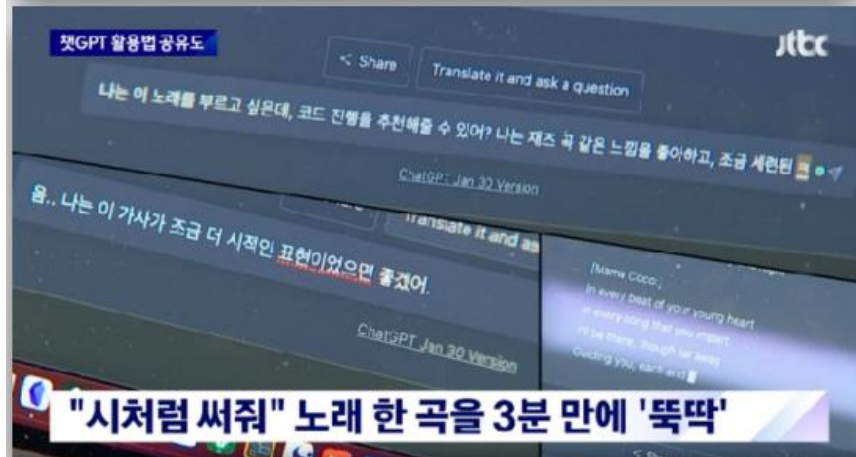 챗GPT 활용법 공유도
jtbc
Share
Translate it and ask a question
나는 이 노래를 부르고 싶은데, 코드 진행을 추천해줄 수 있어? 나는 재즈 곡 같은 느낌을 좋아하고, 조금 세련된
ChatGPT Jan 30 Version
Translate it and as
음.. 나는 이 가사가 조금 더 시적인 표현이었으면 좋겠어.
ChatGPT Jan 30 Version
[Mama Coco:]
In every beat of your young heart
In every song that you impart
I'll be there, though far away
Guiding you, each and
"시처럼 써줘" 노래 한 곡을 3분 만에 '뚝딱'